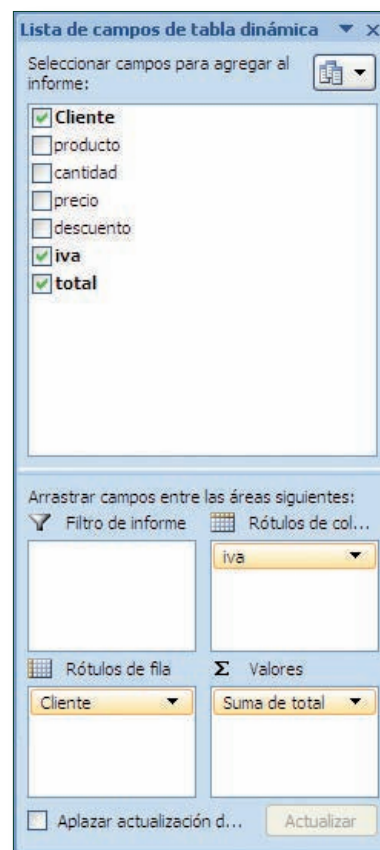 Lista de campos de tabla dinámica
Seleccionar campos para agregar al
informe:
Cliente
producto
cantidad
precio
descuento
iva
total
Arrastrar campos entre las áreas siguientes:
Filtro de informe
Rótulos de col...
iva
Rótulos de fila
Σ Valores
Cliente
Suma de total
Aplazar actualización d...
Actualizar